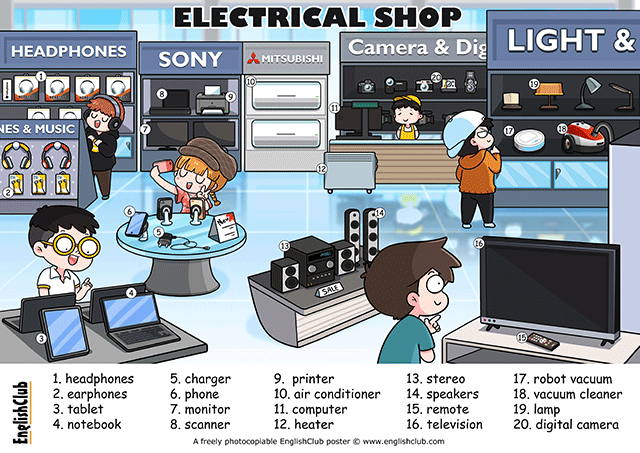 ELECTRICAL SHOP
HEADPHONES
SONY
MITSUBISHI
Camera & Dig
LIGHT &
NES & MUSIC
1
2
3
4
5
6
7
8
9
10
11
12
13
14
15
16
17
18
19
20
SALE
EnglishClub
1. headphones
2. earphones
3. tablet
4. notebook
5. charger
6. phone
7. monitor
8. scanner
9. printer
10. air conditioner
11. computer
12. heater
13. stereo
14. speakers
15. remote
16. television
17. robot vacuum
18. vacuum cleaner
19. lamp
20. digital camera
A freely photocopiable EnglishClub poster © www.englishclub.com